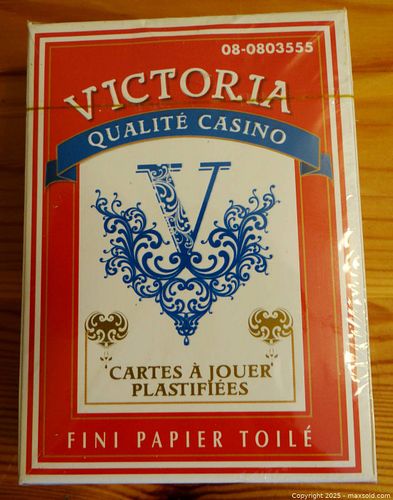 08-0803555
VICTORIA
QUALITÉ CASINO
V
CARTES À JOUER
PLASTIFIÉES
FINI PAPIER TOILÉ
Copyright 2025 - maxsold.com